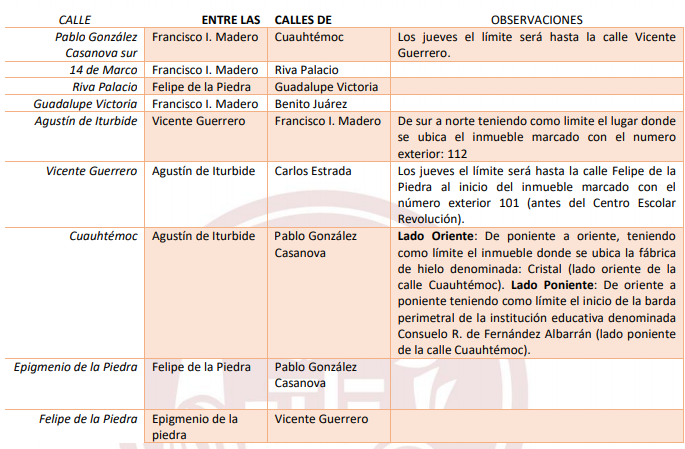 CALLE ENTRE LAS CALLES DE OBSERVACIONES
Pablo González Francisco I. Madero Cuauhtémoc Los jueves el límite será hasta la calle Vicente
Casanova sur Guerrero.
14 de Marco Francisco I. Madero Riva Palacio
Riva Palacio Felipe de la Piedra Guadalupe Victoria
Guadalupe Victoria Francisco I. Madero Benito Juárez
Agustín de Iturbide Vicente Guerrero Francisco I. Madero De sur a norte teniendo como limite el lugar donde
se ubica el inmueble marcado con el numero
exterior: 112
Vicente Guerrero Agustín de Iturbide Carlos Estrada Los jueves el límite será hasta la calle Felipe de la
Piedra al inicio del inmueble marcado con el
número exterior 101 (antes del Centro Escolar
Revolución).
Cuauhtémoc Agustín de Iturbide Pablo González Lado Oriente: De poniente a oriente, teniendo
Casanova como límite el inmueble donde se ubica la fábrica
de hielo denominada: Cristal (lado oriente de la
calle Cuauhtémoc). Lado Poniente: De oriente a
poniente teniendo como límite el inicio de la barda
perimetral de la institución educativa denominada
Consuelo R. de Fernández Albarrán (lado poniente
de la calle Cuauhtémoc).
Epigmenio de la Piedra Felipe de la Piedra Pablo González
Casanova
Felipe de la Piedra Epigmenio de la Vicente Guerrero
piedra